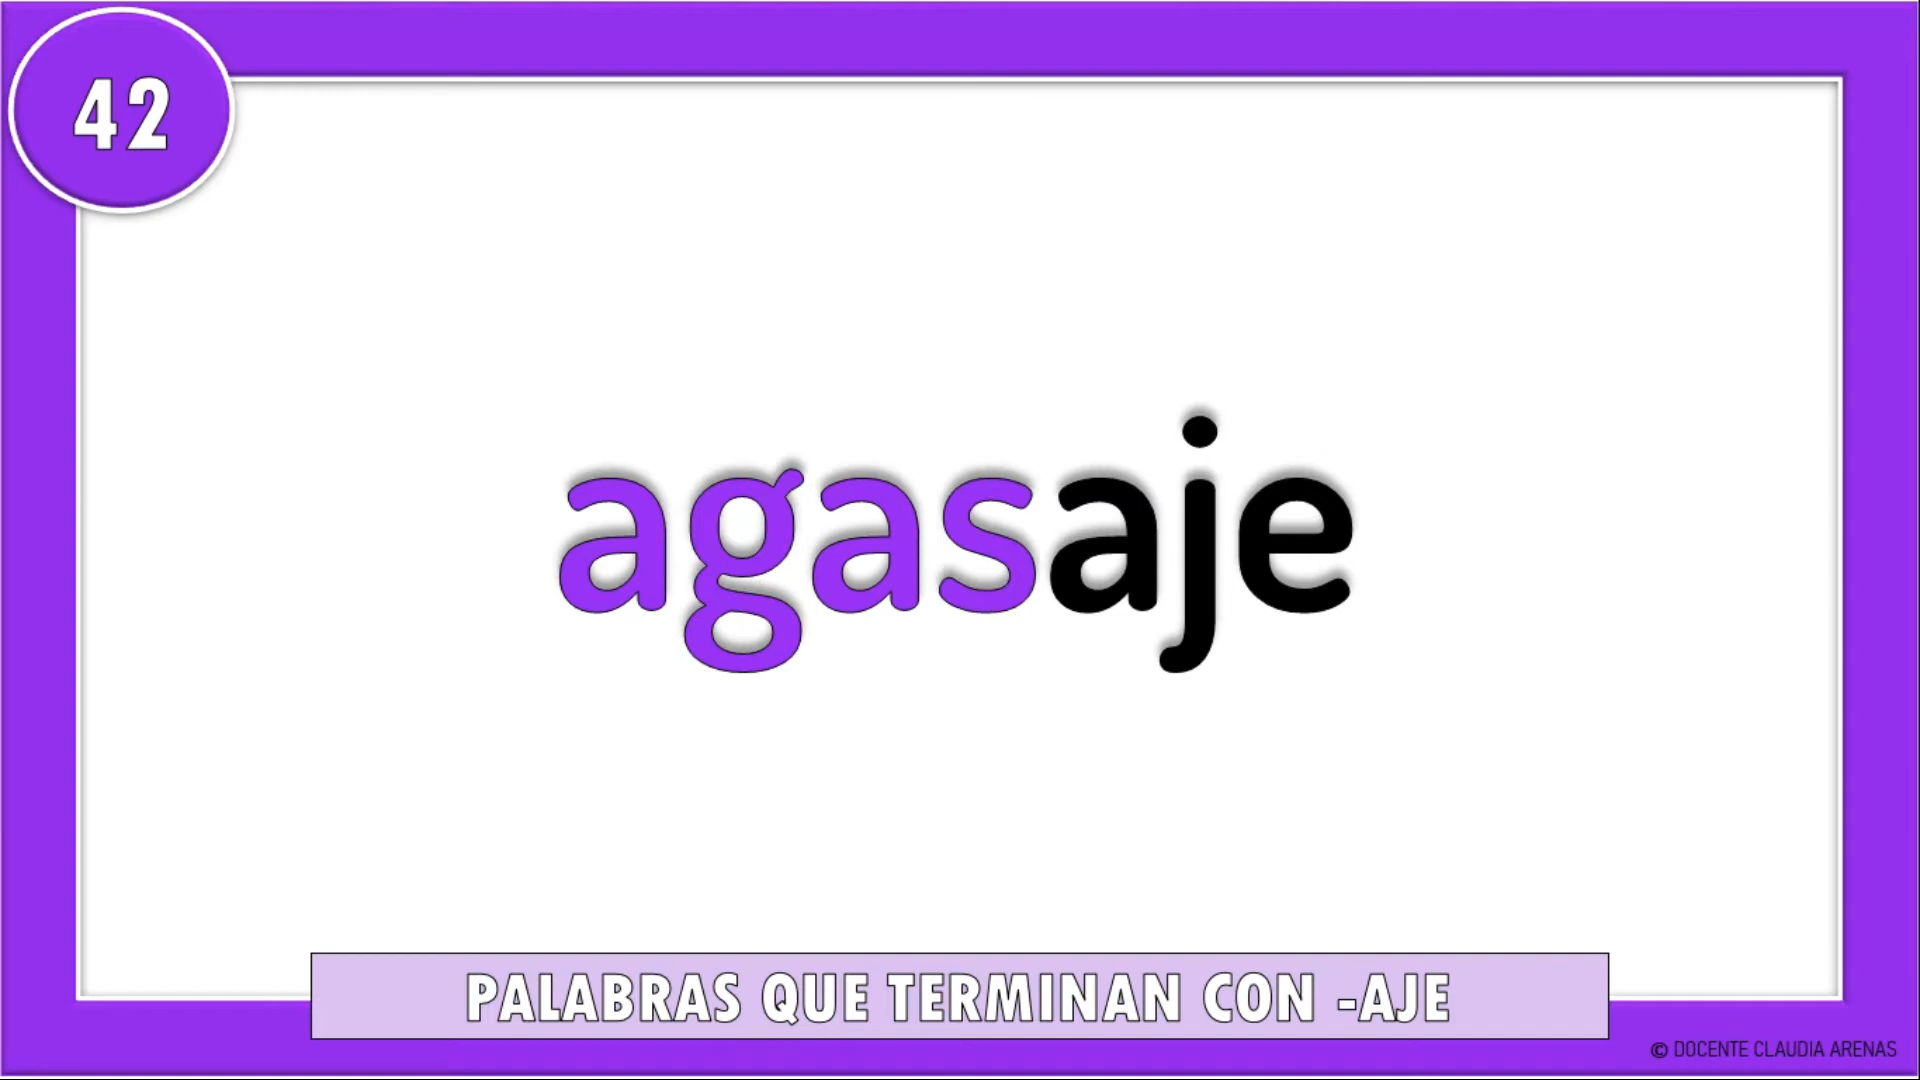 42
agasaje
PALABRAS QUE TERMINAN CON -AJE
© DOCENTE CLAUDIA ARENAS